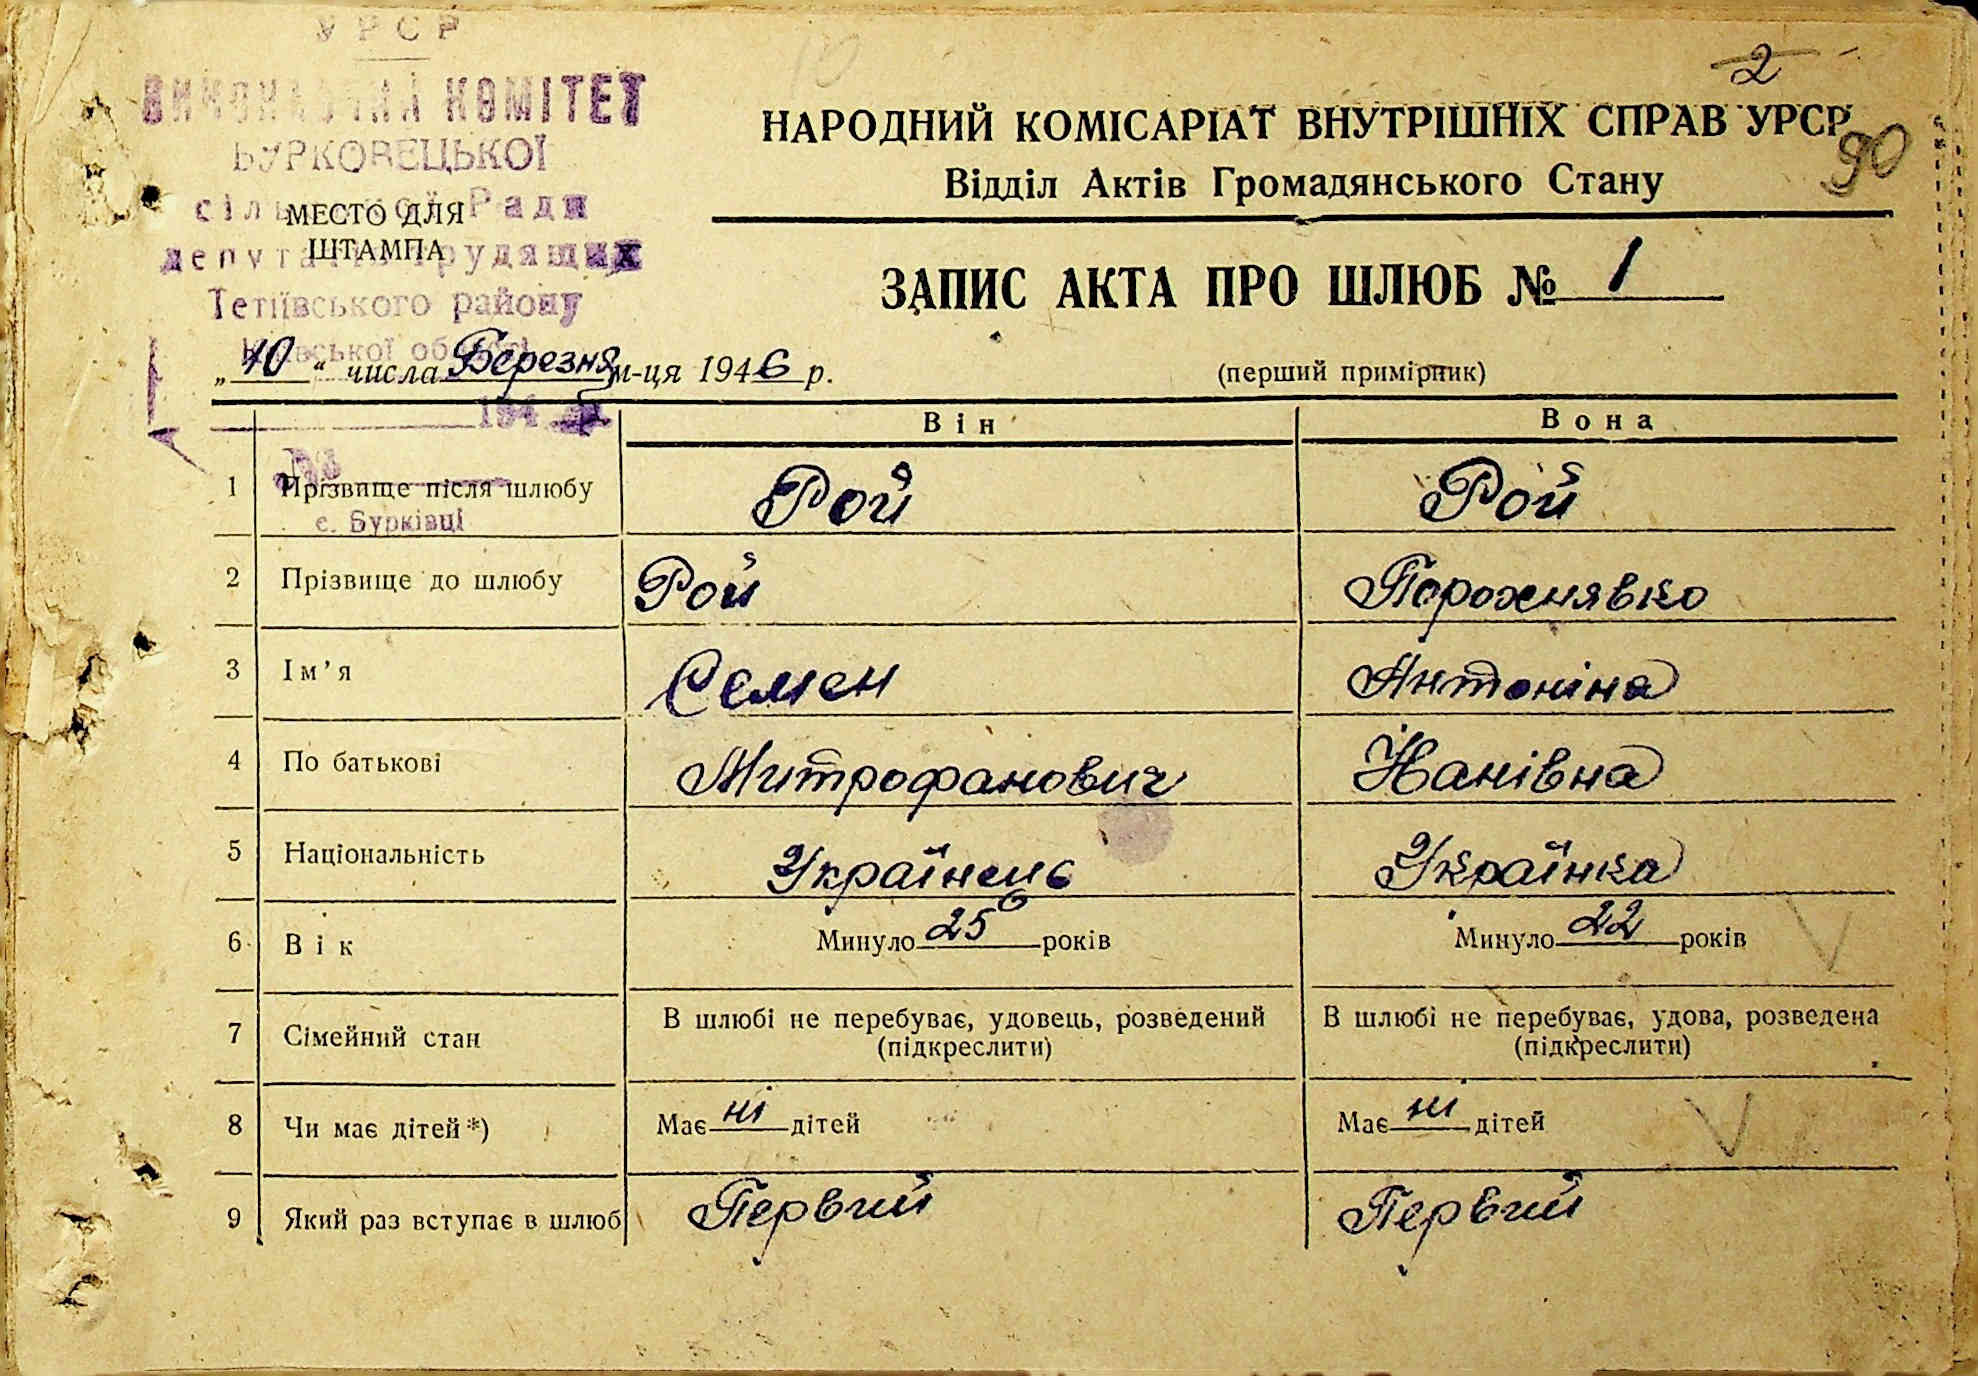 УРСР
ВИКОНАВЧИЙ КОМІТЕТ
БУРКОВЕЦЬКОЇ
сільської Ради
депутатів трудящих
Тетіївського району
Київської області
194
№
с. Бурківці
МЕСТО ДЛЯ
ШТАМПА
2
90
НАРОДНИЙ КОМІСАРІАТ ВНУТРІШНІХ СПРАВ УРСР
Відділ Актів Громадянського Стану
ЗАПИС АКТА ПРО ШЛЮБ № 1
„10“ числа Березня м-ця 1946 р.
(перший примірник)
Він Вона
1 Прізвище після шлюбу Рой Рой
2 Прізвище до шлюбу Рой Порожнявко
3 Ім’я Семен Антоніна
4 По батькові Митрофанович Йанівна
5 Національність Українець Українка
6 Вік Минуло 25 років Минуло 22 років
7 Сімейний стан В шлюбі не перебуває, удовець, розведений (підкреслити) В шлюбі не перебуває, удова, розведена (підкреслити)
8 Чи має дітей *) Має ні дітей Має ні дітей
9 Який раз вступає в шлюб Первий Первий